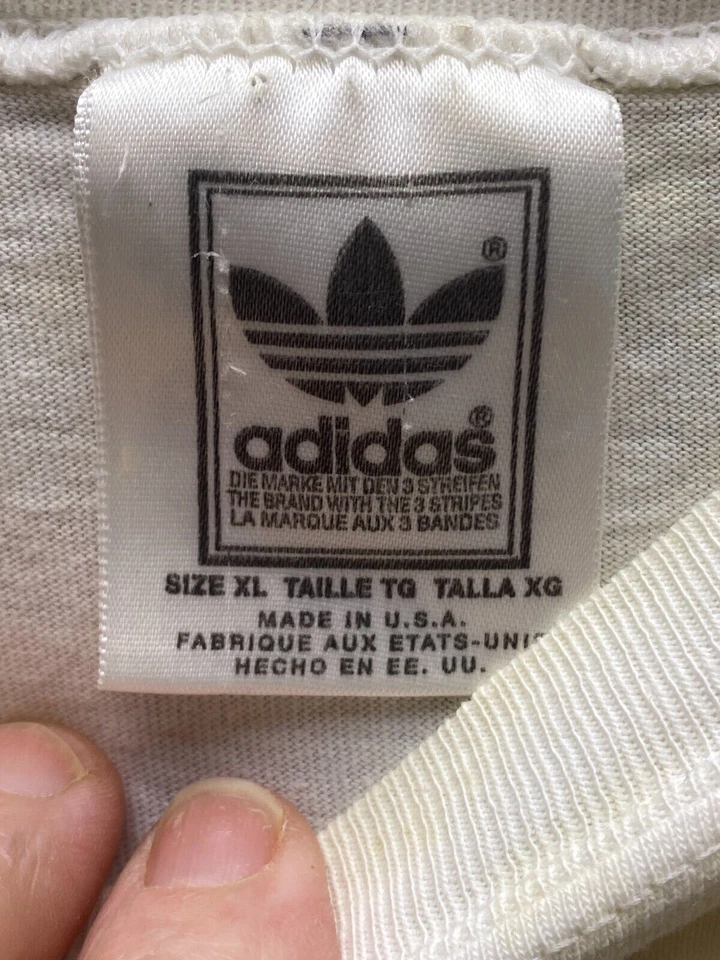 ®
adidas®
DIE MARKE MIT DEN 3 STREIFEN
THE BRAND WITH THE 3 STRIPES
LA MARQUE AUX 3 BANDES
SIZE XL TAILLE TG TALLA XG
MADE IN U.S.A.
FABRIQUE AUX ETATS-UNIS
HECHO EN EE. UU.